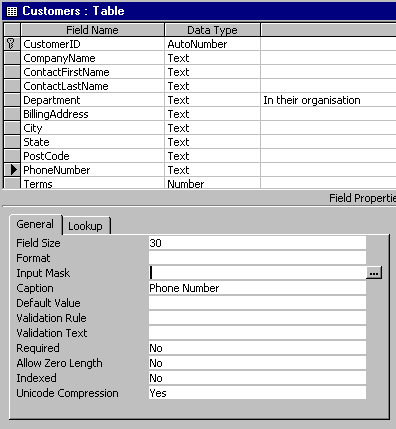 Customers : Table
Field Name Data Type
CustomerID AutoNumber
CompanyName Text
ContactFirstName Text
ContactLastName Text
Department Text In their organisation
BillingAddress Text
City Text
State Text
PostCode Text
PhoneNumber Text
Terms Number
Field Propertie
General Lookup
Field Size 30
Format
Input Mask ...
Caption Phone Number
Default Value
Validation Rule
Validation Text
Required No
Allow Zero Length No
Indexed No
Unicode Compression Yes